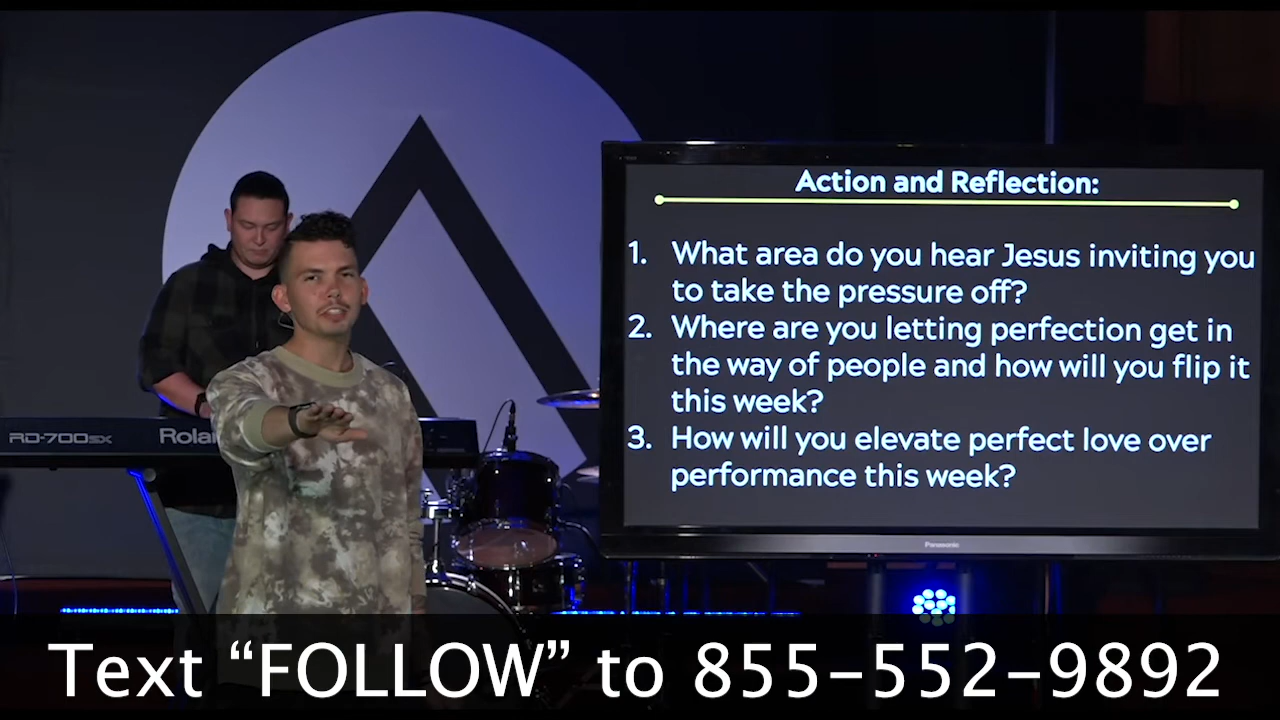 Action and Reflection:
1. What area do you hear Jesus inviting you
to take the pressure off?
2. Where are you letting perfection get in
the way of people and how will you flip it
this week?
3. How will you elevate perfect love over
performance this week?
RD-700SX Rolan
Panasonic
Text “FOLLOW” to 855-552-9892